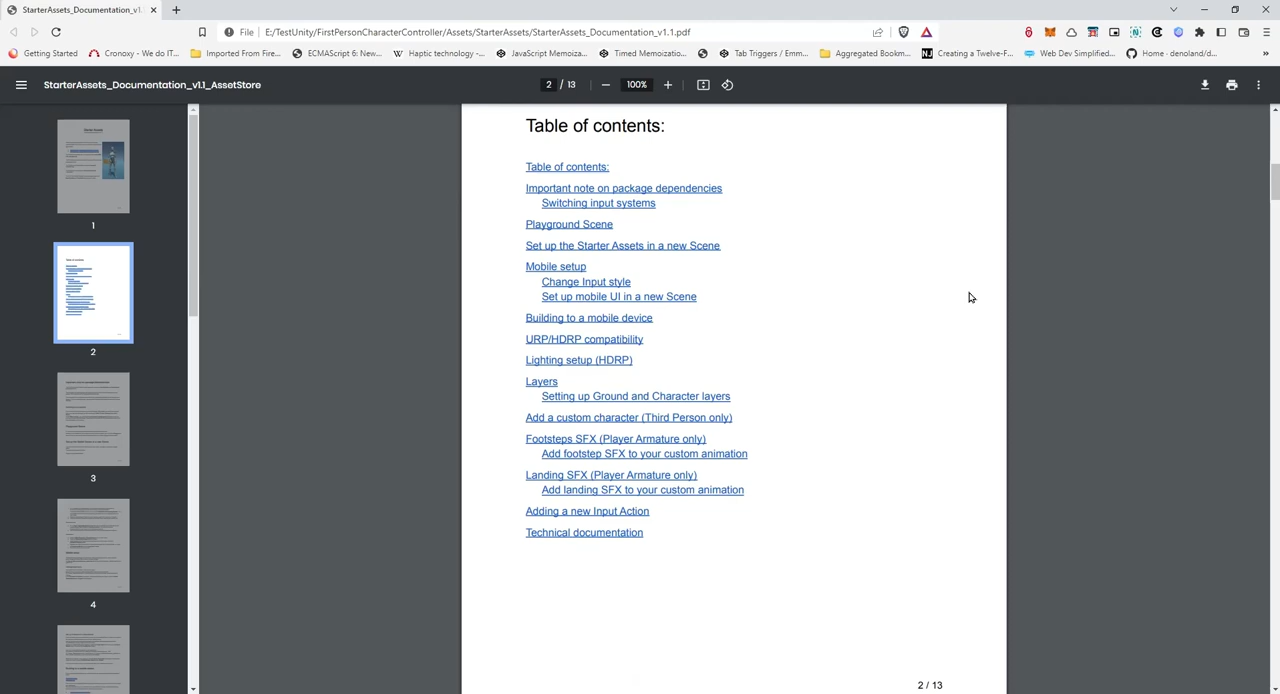 StarterAssets_Documentation_v1.
File
E:/TestUnity/FirstPersonCharacterController/Assets/StarterAssets/StarterAssets_Documentation_v1.1.pdf
Getting Started
Cronoxy - We do IT...
Imported From Fire...
ECMAScript 6: New...
Haptic technology -...
JavaScript Memoiza...
Timed Memoizatio...
Tab Triggers / Emm...
Aggregated Bookm...
Creating a Twelve-F...
Web Dev Simplified...
Home · denoland/d...
StarterAssets_Documentation_v1.1_AssetStore
2 / 13
100%
1
2
3
4
Table of contents:
Table of contents:
Important note on package dependencies
Switching input systems
Playground Scene
Set up the Starter Assets in a new Scene
Mobile setup
Change Input style
Set up mobile UI in a new Scene
Building to a mobile device
URP/HDRP compatibility
Lighting setup (HDRP)
Layers
Setting up Ground and Character layers
Add a custom character (Third Person only)
Footsteps SFX (Player Armature only)
Add footstep SFX to your custom animation
Landing SFX (Player Armature only)
Add landing SFX to your custom animation
Adding a new Input Action
Technical documentation
2 / 13